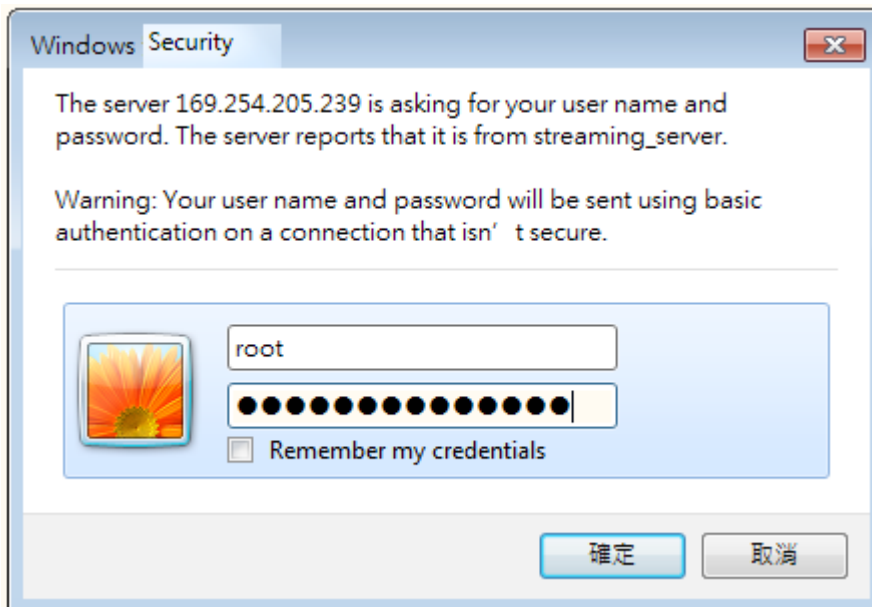 Windows Security
The server 169.254.205.239 is asking for your user name and
password. The server reports that it is from streaming_server.
Warning: Your user name and password will be sent using basic
authentication on a connection that isn’ t secure.
root
●●●●●●●●●●●●●●
Remember my credentials
確定 取消